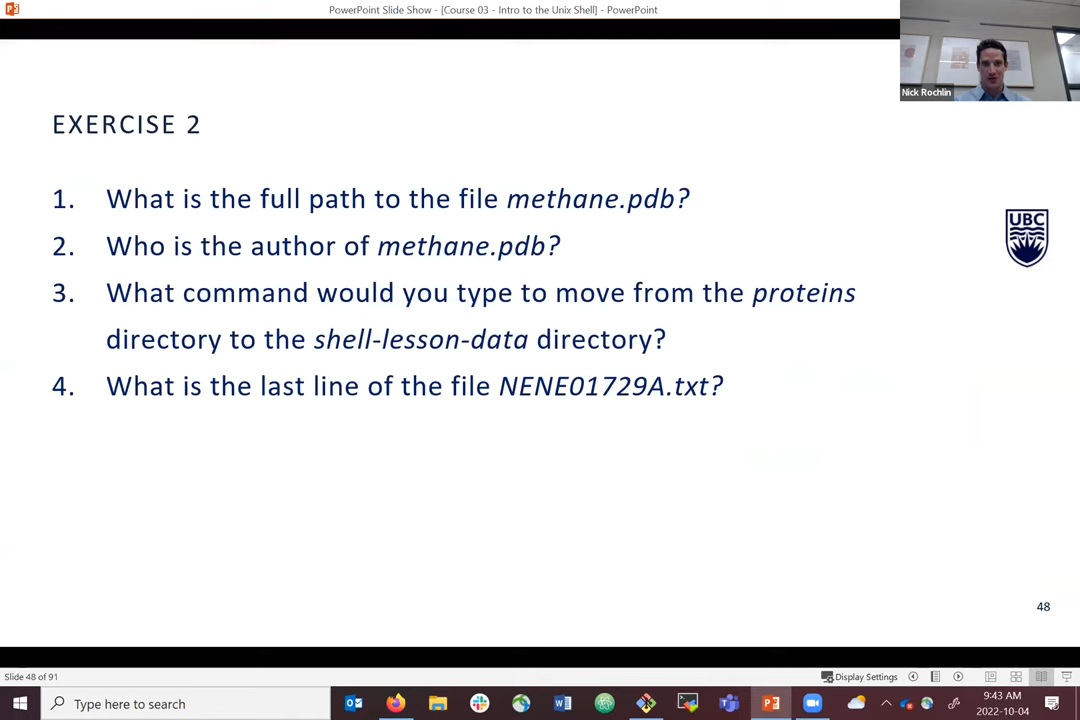 PowerPoint Slide Show - [Course 03 - Intro to the Unix Shell] - PowerPoint
Nick Rochlin
EXERCISE 2
1. What is the full path to the file methane.pdb?
2. Who is the author of methane.pdb?
3. What command would you type to move from the proteins
directory to the shell-lesson-data directory?
4. What is the last line of the file NENE01729A.txt?
UBC
48
Slide 48 of 91
Display Settings
Type here to search
9:43 AM
2022-10-04